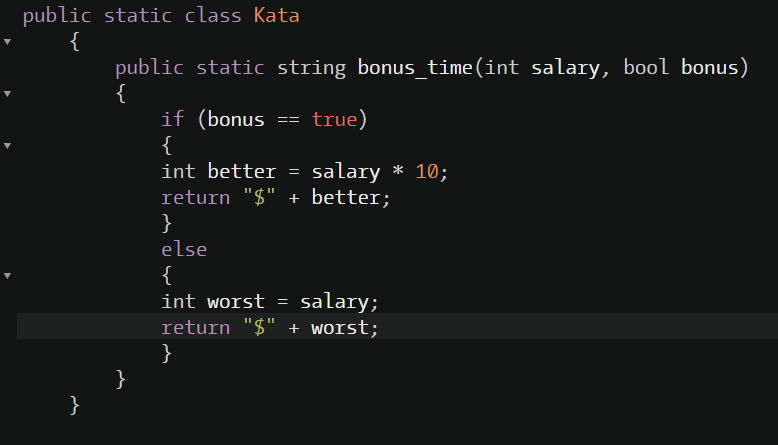 public static class Kata
{
public static string bonus_time(int salary, bool bonus)
{
if (bonus == true)
{
int better = salary * 10;
return "$" + better;
}
else
{
int worst = salary;
return "$" + worst;
}
}
}